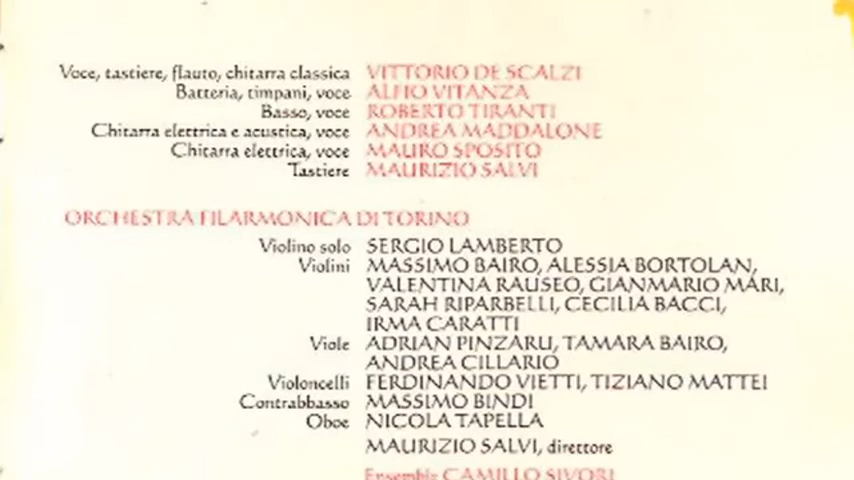 Voce, tastiere, flauto, chitarra classica VITTORIO DE SCALZI
Batteria, timpani, voce ALFIO VITANZA
Basso, voce ROBERTO TIRANTI
Chitarra elettrica e acustica, voce ANDREA MADDALONE
Chitarra elettrica, voce MAURO SPOSITO
Tastiere MAURIZIO SALVI
ORCHESTRA FILARMONICA DI TORINO
Violino solo SERGIO LAMBERTO
Violini MASSIMO BAIRO, ALESSIA BORTOLAN,
VALENTINA RAUSEO, GIANMARIO MARI,
SARAH RIPARBELLI, CECILIA BACCI,
IRMA CARATTI
Viole ADRIAN PINZARU, TAMARA BAIRO,
ANDREA CILLARIO
Violoncelli FERDINANDO VIETTI, TIZIANO MATTEI
Contrabbasso MASSIMO BINDI
Oboe NICOLA TAPELLA
MAURIZIO SALVI, direttore
Ensemble CAMILLO SIVORI